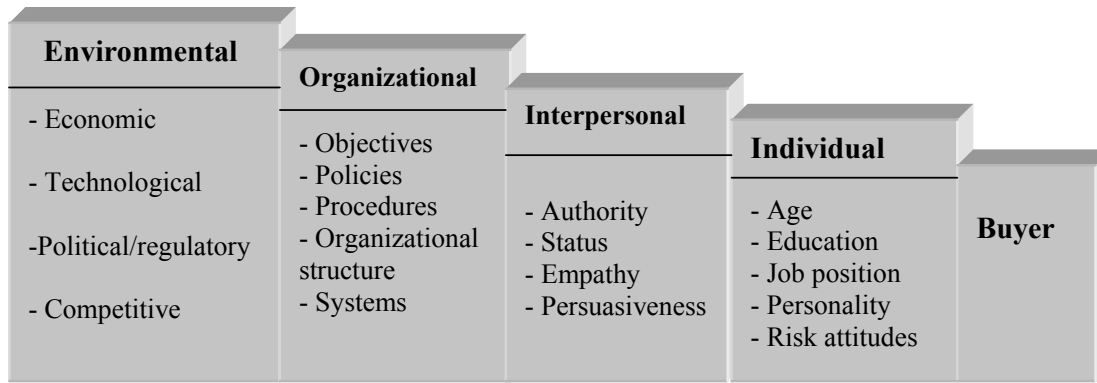 Environmental
- Economic
- Technological
-Political/regulatory
- Competitive
Organizational
- Objectives
- Policies
- Procedures
- Organizational
structure
- Systems
Interpersonal
- Authority
- Status
- Empathy
- Persuasiveness
Individual
- Age
- Education
- Job position
- Personality
- Risk attitudes
Buyer